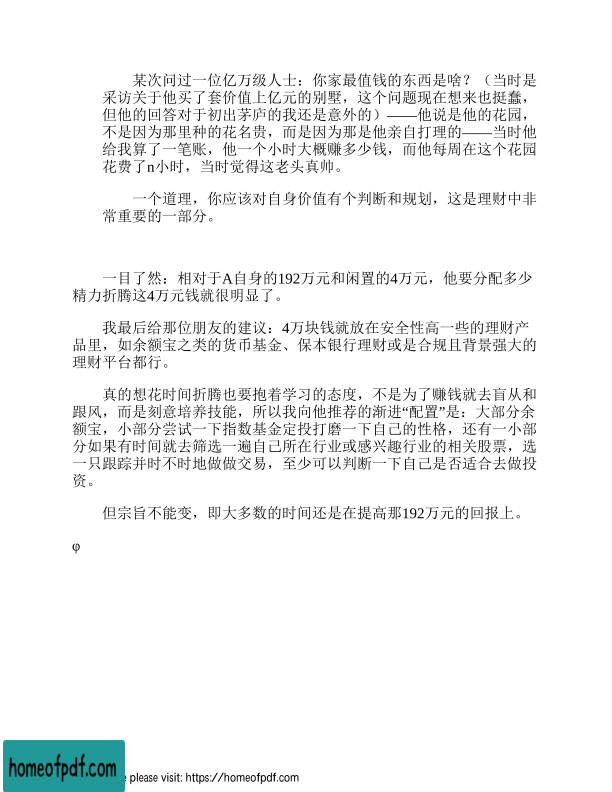 某次问过一位亿万级人士：你家最值钱的东西是啥？（当时是
采访关于他买了套价值上亿元的别墅，这个问题现在想来也挺蠢，
但他的回答对于初出茅庐的我还是意外的）——他说是他的花园，
不是因为那里种的花名贵，而是因为那是他亲自打理的——当时他
给我算了一笔账，他一个小时大概赚多少钱，而他每周在这个花园
花费了n小时，当时觉得这老头真帅。
一个道理，你应该对自身价值有个判断和规划，这是理财中非
常重要的一部分。
一目了然：相对于A自身的192万元和闲置的4万元，他要分配多少
精力折腾这4万元钱就很明显了。
我最后给那位朋友的建议：4万块钱就放在安全性高一些的理财产
品里，如余额宝之类的货币基金、保本银行理财或是合规且背景强大的
理财平台都行。
真的想花时间折腾也要抱着学习的态度，不是为了赚钱就去盲从和
跟风，而是刻意培养技能，所以我向他推荐的渐进“配置”是：大部分余
额宝，小部分尝试一下指数基金定投打磨一下自己的性格，还有一小部
分如果有时间就去筛选一遍自己所在行业或感兴趣行业的相关股票，选
一只跟踪并时不时地做做交易，至少可以判断一下自己是否适合去做投
资。
但宗旨不能变，即大多数的时间还是在提高那192万元的回报上。
φ
homeofpdf.com
please visit: https://homeofpdf.com